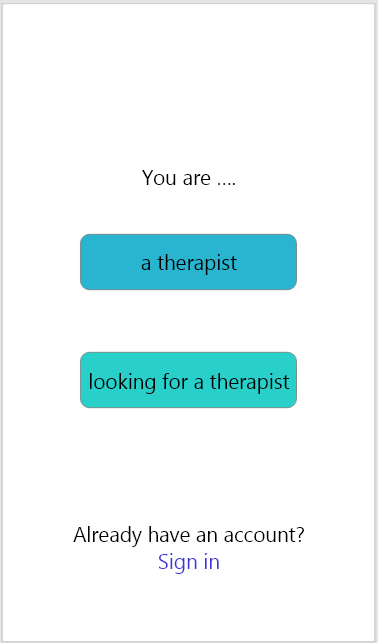 You are ....
a therapist
looking for a therapist
Already have an account?
Sign in